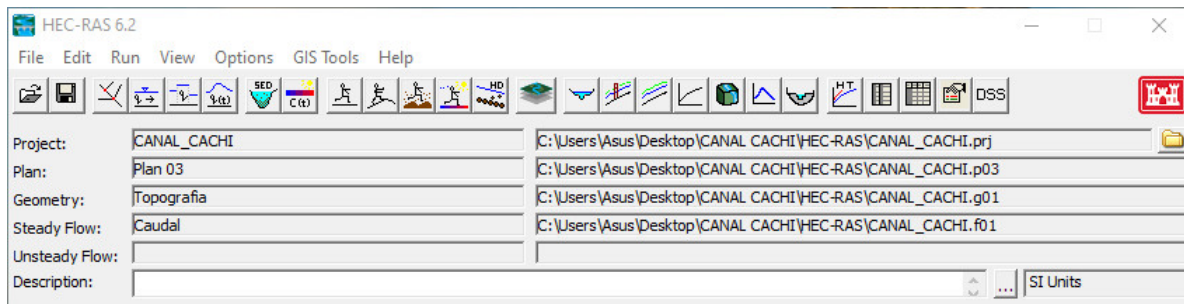 HEC-RAS 6.2
File Edit Run View Options GIS Tools Help
SED C(t) HD HT DSS
Project: CANAL_CACHI C:\Users\Asus\Desktop\CANAL CACHI\HEC-RAS\CANAL_CACHI.prj
Plan: Plan 03 C:\Users\Asus\Desktop\CANAL CACHI\HEC-RAS\CANAL_CACHI.p03
Geometry: Topografia C:\Users\Asus\Desktop\CANAL CACHI\HEC-RAS\CANAL_CACHI.g01
Steady Flow: Caudal C:\Users\Asus\Desktop\CANAL CACHI\HEC-RAS\CANAL_CACHI.f01
Unsteady Flow:
Description: ... SI Units